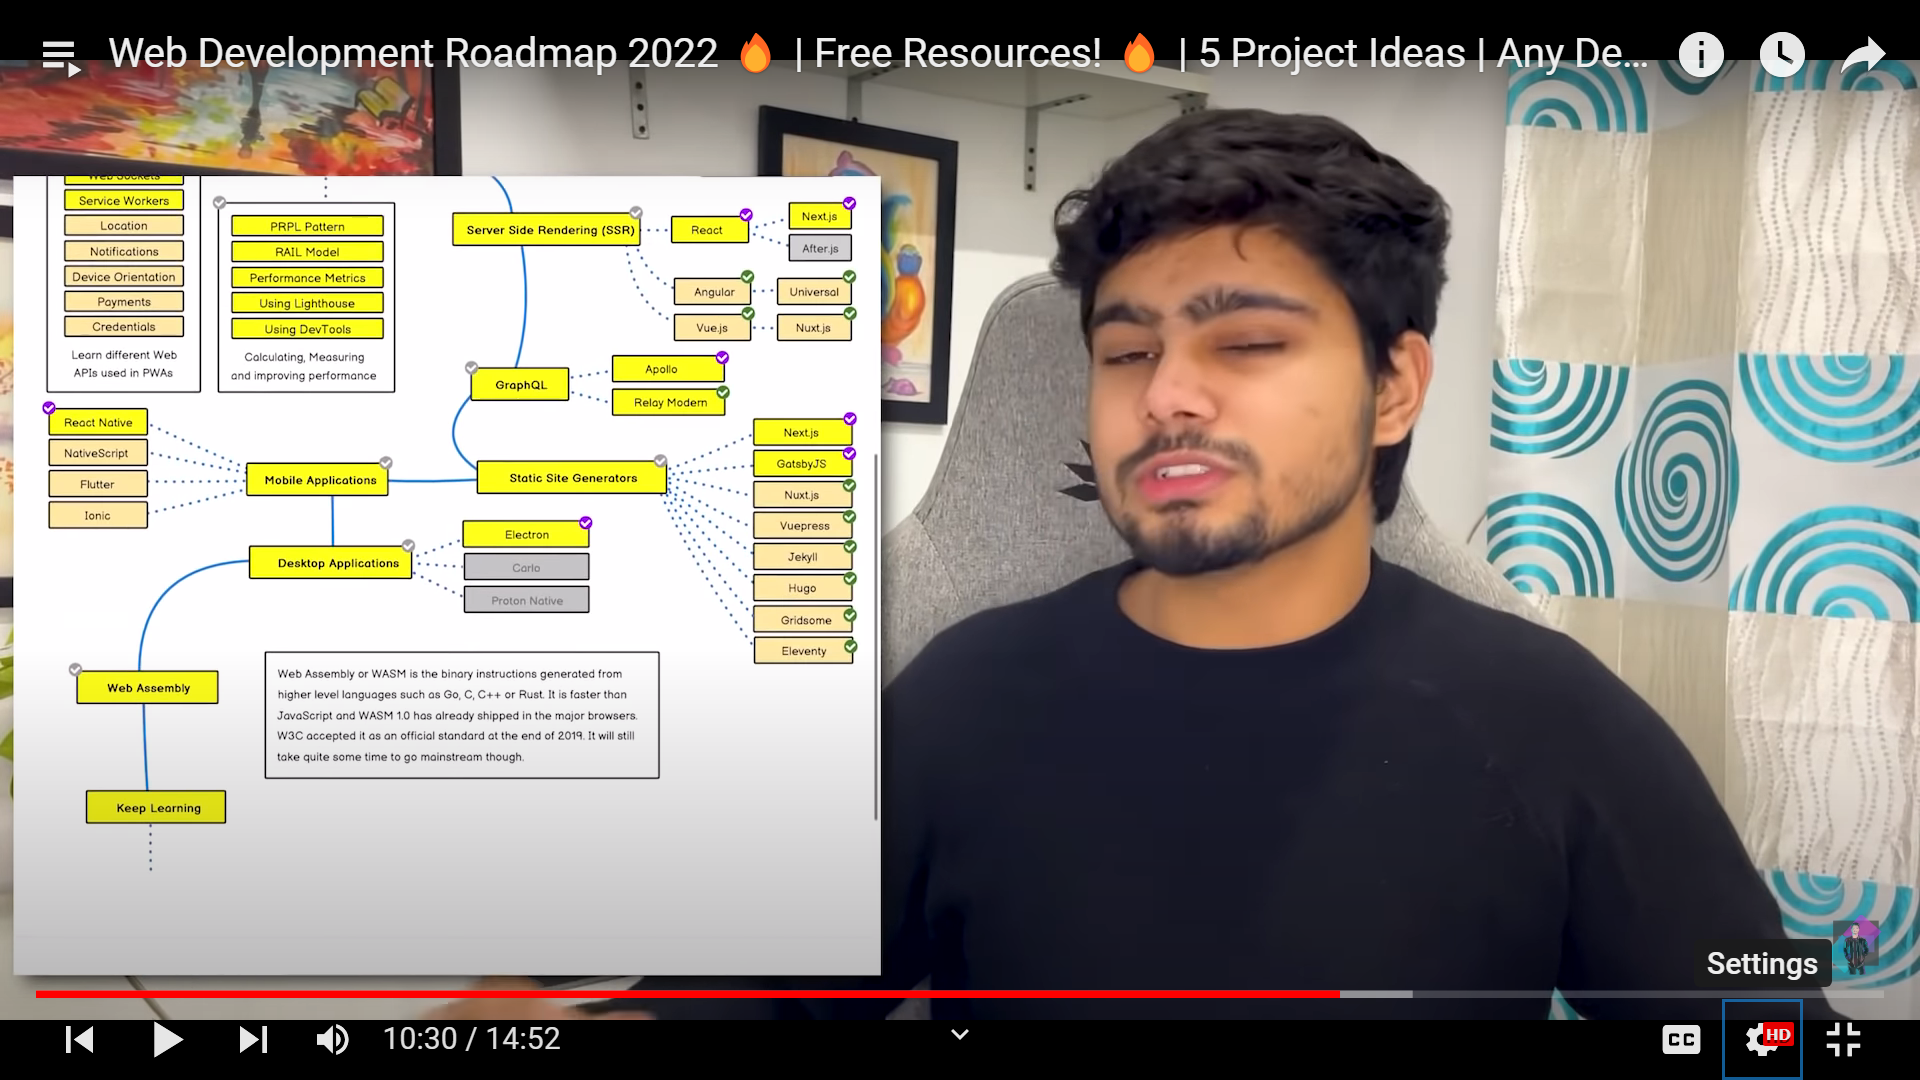 Web Development Roadmap 2022 🔥 | Free Resources! 🔥 | 5 Project Ideas | Any De...
Web Sockets
Service Workers
Location
Notifications
Device Orientation
Payments
Credentials
Learn different Web
APIs used in PWAs
PRPL Pattern
RAIL Model
Performance Metrics
Using Lighthouse
Using DevTools
Calculating, Measuring
and improving performance
Server Side Rendering (SSR)
React
Next.js
After.js
Angular
Universal
Vue.js
Nuxt.js
GraphQL
Apollo
Relay Modern
React Native
NativeScript
Flutter
Ionic
Mobile Applications
Static Site Generators
Next.js
GatsbyJS
Nuxt.js
Vuepress
Jekyll
Hugo
Gridsome
Eleventy
Desktop Applications
Electron
Carlo
Proton Native
Web Assembly
Web Assembly or WASM is the binary instructions generated from
higher level languages such as Go, C, C++ or Rust. It is faster than
JavaScript and WASM 1.0 has already shipped in the major browsers.
W3C accepted it as an official standard at the end of 2019. It will still
take quite some time to go mainstream though.
Keep Learning
Settings
10:30 / 14:52
CC
HD